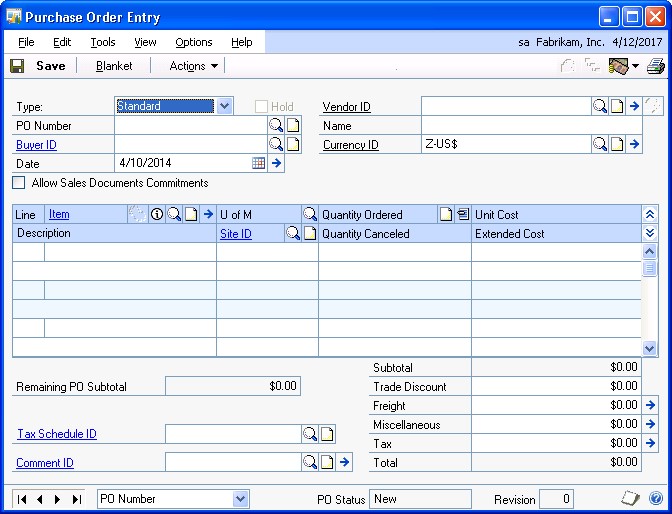 Purchase Order Entry
File Edit Tools View Options Help sa Fabrikam, Inc. 4/12/2017
Save Blanket Actions
Type: Standard Hold Vendor ID
PO Number Name
Buyer ID Currency ID Z-US$
Date 4/10/2014
Allow Sales Documents Commitments
Line Item U of M Quantity Ordered Unit Cost
Description Site ID Quantity Canceled Extended Cost
Subtotal $0.00
Remaining PO Subtotal $0.00 Trade Discount $0.00
Freight $0.00
Miscellaneous $0.00
Tax Schedule ID Tax $0.00
Comment ID Total $0.00
PO Number PO Status New Revision 0